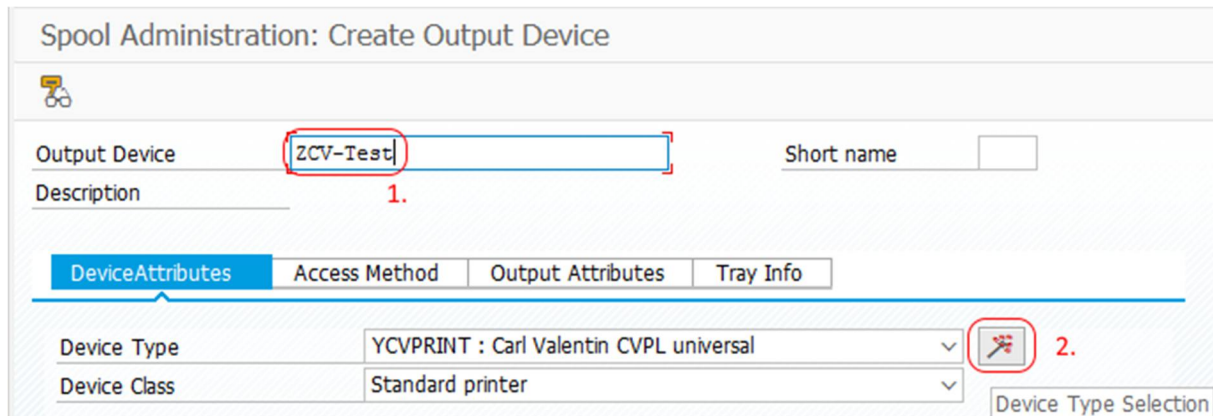 Spool Administration: Create Output Device
Output Device ZCV-Test Short name
Description 1.
DeviceAttributes Access Method Output Attributes Tray Info
Device Type YCVPRINT : Carl Valentin CVPL universal 2.
Device Class Standard printer
Device Type Selection